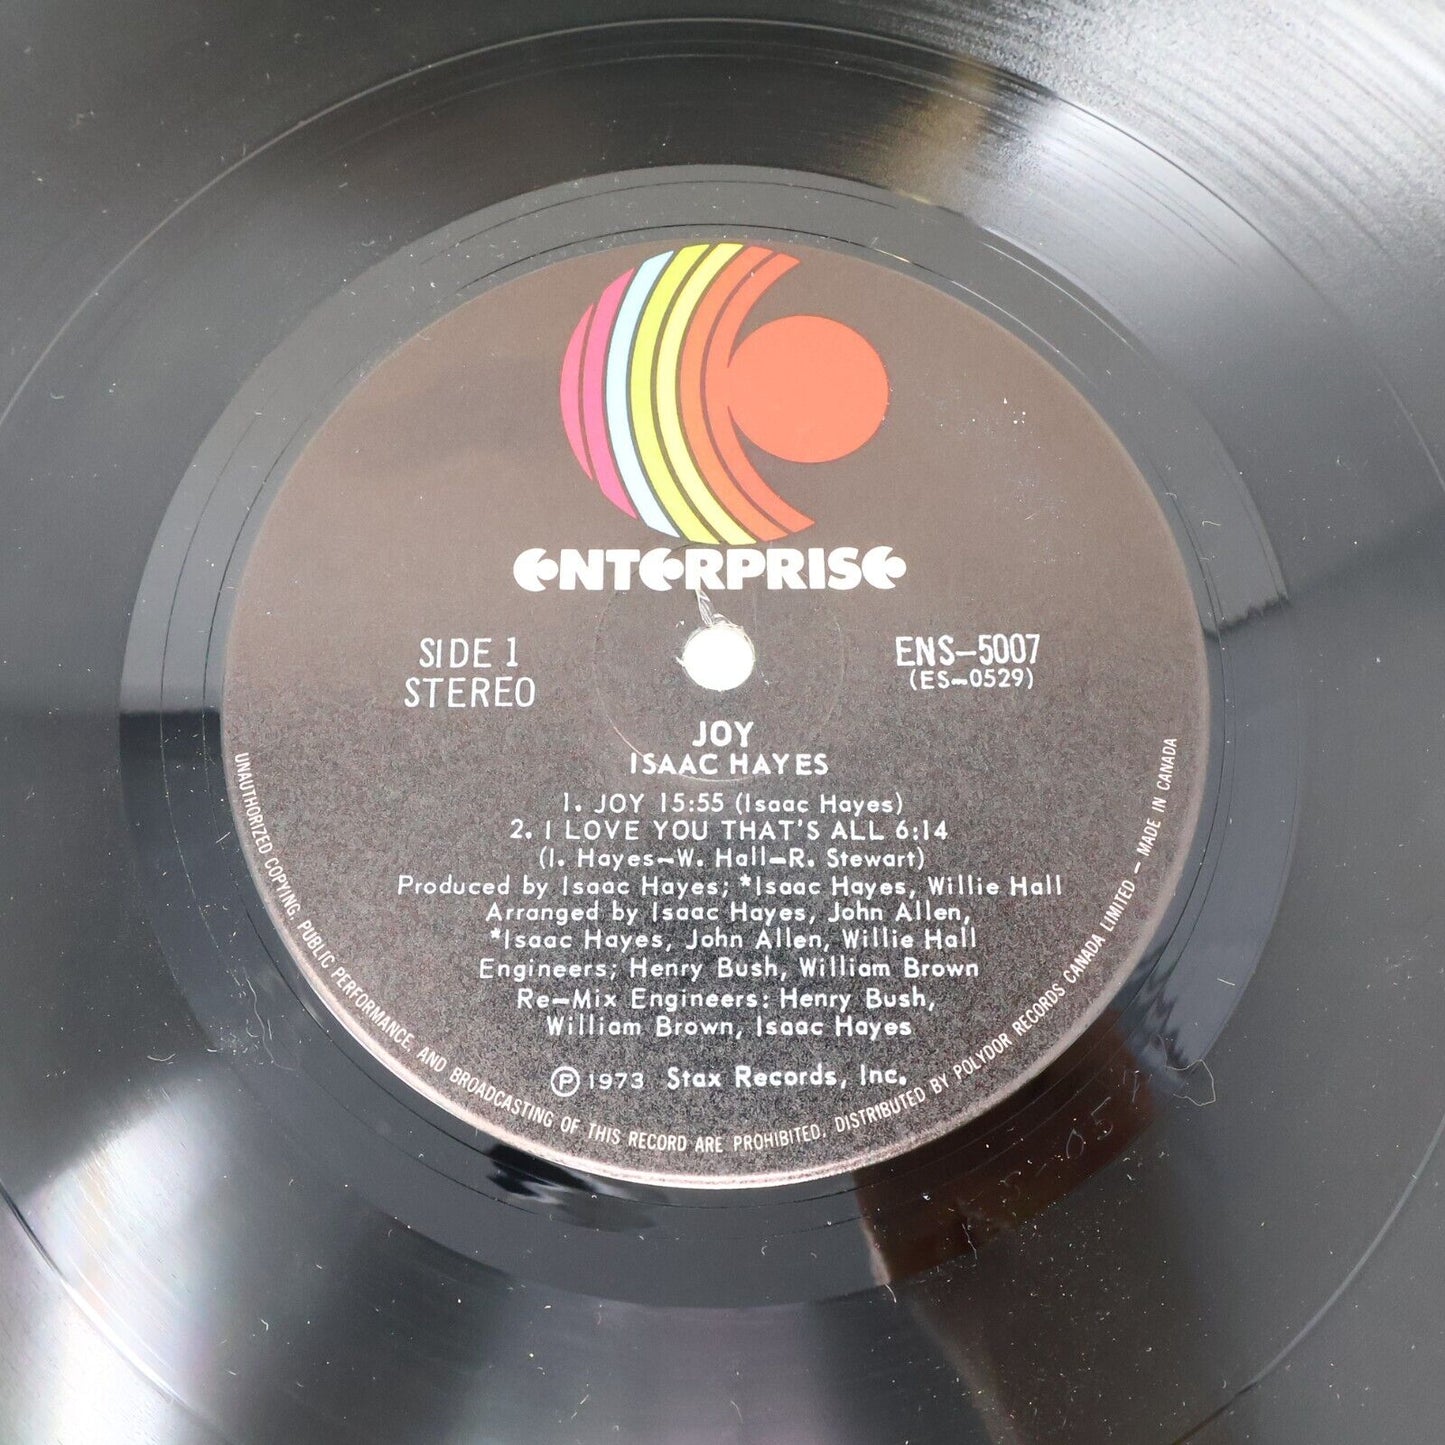 ENTERPRISE
SIDE 1
STEREO
ENS-5007
(ES-0529)
JOY
ISAAC HAYES
1. JOY 15:55 (Isaac Hayes)
2. I LOVE YOU THAT'S ALL 6:14
(I. Hayes-W. Hall-R. Stewart)
Produced by Isaac Hayes; *Isaac Hayes, Willie Hall
Arranged by Isaac Hayes, John Allen,
*Isaac Hayes, John Allen, Willie Hall
Engineers; Henry Bush, William Brown
Re-Mix Engineers: Henry Bush,
William Brown, Isaac Hayes
Ⓟ 1973 Stax Records, Inc.
UNAUTHORIZED COPYING, PUBLIC PERFORMANCE, AND BROADCASTING OF THIS RECORD ARE PROHIBITED. DISTRIBUTED BY POLYDOR RECORDS CANADA LIMITED - MADE IN CANADA